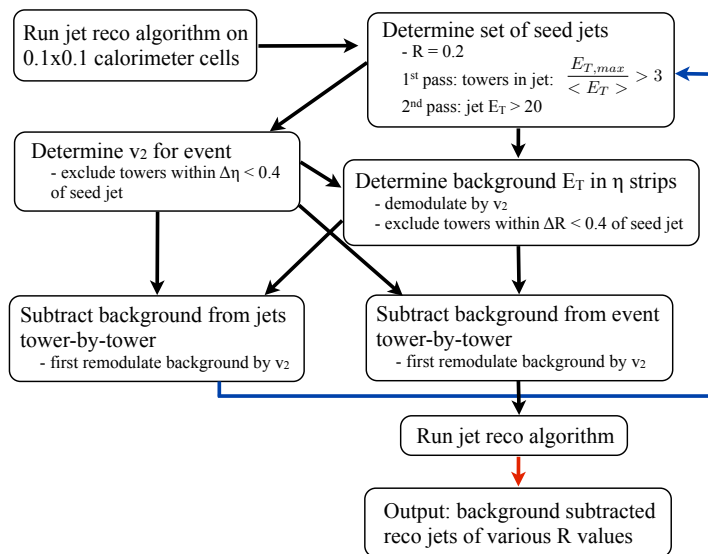 Run jet reco algorithm on
0.1x0.1 calorimeter cells
Determine set of seed jets
- R = 0.2
1st pass: towers in jet: E_{T,max} / < E_T > > 3
2nd pass: jet E_T > 20
Determine v₂ for event
- exclude towers within Δη < 0.4
of seed jet
Determine background E_T in η strips
- demodulate by v₂
- exclude towers within ΔR < 0.4 of seed jet
Subtract background from jets
tower-by-tower
- first remodulate background by v₂
Subtract background from event
tower-by-tower
- first remodulate background by v₂
Run jet reco algorithm
Output: background subtracted
reco jets of various R values